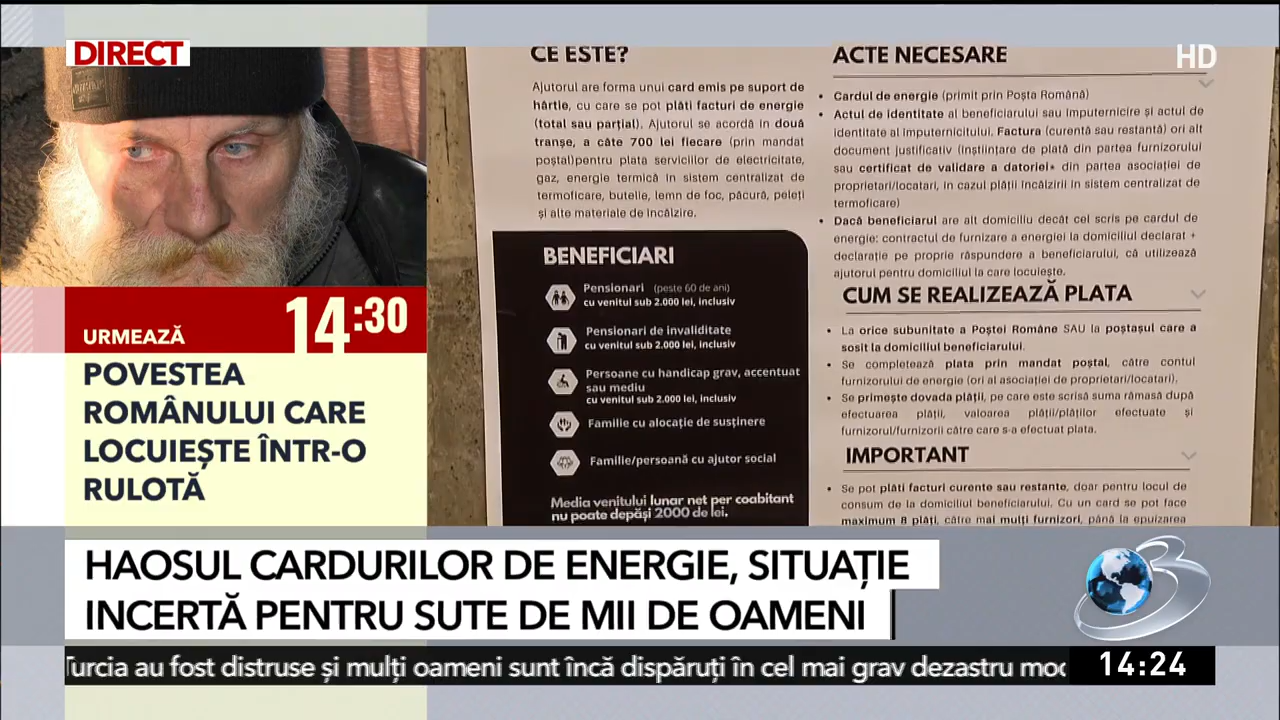 DIRECT
HD
URMEAZĂ
14:30
POVESTEA
ROMÂNULUI CARE
LOCUIEȘTE ÎNTR-O
RULOTĂ
CE ESTE?
Ajutorul are forma unui card emis pe suport de
hârtie, cu care se pot plăti facturi de energie
(total sau parțial). Ajutorul se acordă în două
tranșe, a câte 700 lei fiecare (prin mandat
poștal)pentru plata serviciilor de electricitate,
gaz, energie termică in sistem centralizat de
termoficare, butelie, lemn de foc, păcură, peleți
și alte materiale de încălzire.
BENEFICIARI
Pensionari (peste 60 de ani)
cu venitul sub 2.000 lei, inclusiv
Pensionari de invaliditate
cu venitul sub 2.000 lei, inclusiv
Persoane cu handicap grav, accentuat
sau mediu
cu venitul sub 2.000 lei, inclusiv
Familie cu alocație de susținere
Familie/persoană cu ajutor social
Media venitului lunar net per coabitant
nu poate depăși 2000 de lei.
ACTE NECESARE
• Cardul de energie (primit prin Poșta Română)
• Actul de identitate al beneficiarului sau împuternicire și actul de
identitate al imputernicitului. Factura (curentă sau restantă) ori alt
document justificativ (înștiințare de plată din partea furnizorului
sau certificat de validare a datoriei* din partea asociației de
proprietari/locatari, in cazul plății încălzirii in sistem centralizat de
termoficare)
• Dacă beneficiarul are alt domiciliu decât cel scris pe cardul de
energie: contractul de furnizare a energiei la domiciliul declarat +
declarație pe proprie răspundere a beneficiarului, că utilizează
ajutorul pentru domiciliul la care locuiește.
CUM SE REALIZEAZĂ PLATA
• La orice subunitate a Poștei Române SAU la poștașul care a
sosit la domiciliul beneficiarului.
• Se completează plata prin mandat poștal, către contul
furnizorului de energie (ori al asociației de proprietari/locatari),
• Se primește dovada plății, pe care este scrisă suma rămasă după
efectuarea plății, valoarea plății/plăților efectuate și
furnizorul/furnizorii către care s-a efectuat plata.
IMPORTANT
• Se pot plăti facturi curente sau restante, doar pentru locul de
consum de la domiciliul beneficiarului. Cu un card se pot face
maximum 8 plăți, către mai mulți furnizori, până la epuizarea
HAOSUL CARDURILOR DE ENERGIE, SITUAȚIE
INCERTĂ PENTRU SUTE DE MII DE OAMENI
3
Turcia au fost distruse și mulți oameni sunt încă dispăruți în cel mai grav dezastru
14:24